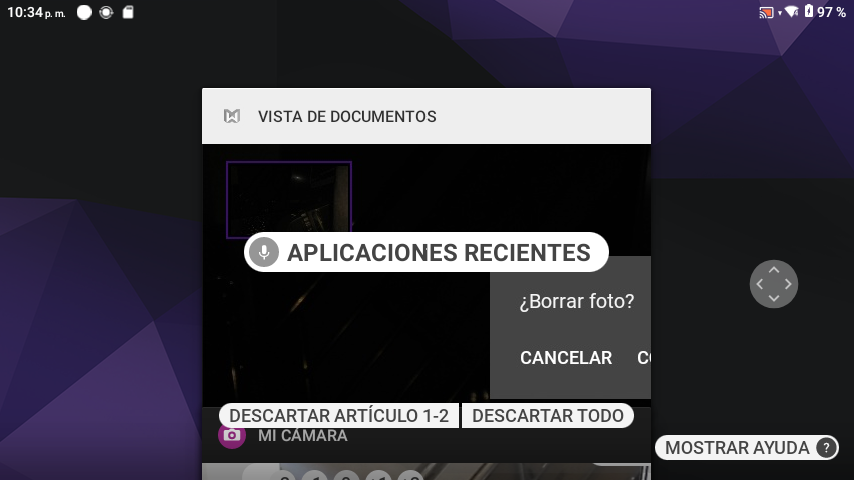 10:34 p. m.
97 %
VISTA DE DOCUMENTOS
APLICACIONES RECIENTES
¿Borrar foto?
CANCELAR
DESCARTAR ARTÍCULO 1-2
DESCARTAR TODO
MI CÁMARA
MOSTRAR AYUDA ?